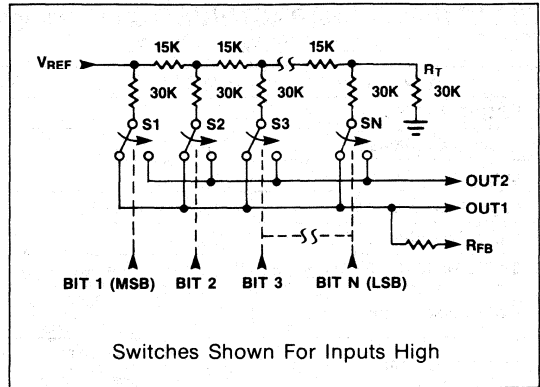 15K 15K 15K
VREF
RT
30K 30K 30K 30K 30K
S1 S2 S3 SN
OUT2
OUT1
RFB
BIT 1 (MSB) BIT 2 BIT 3 BIT N (LSB)
Switches Shown For Inputs High